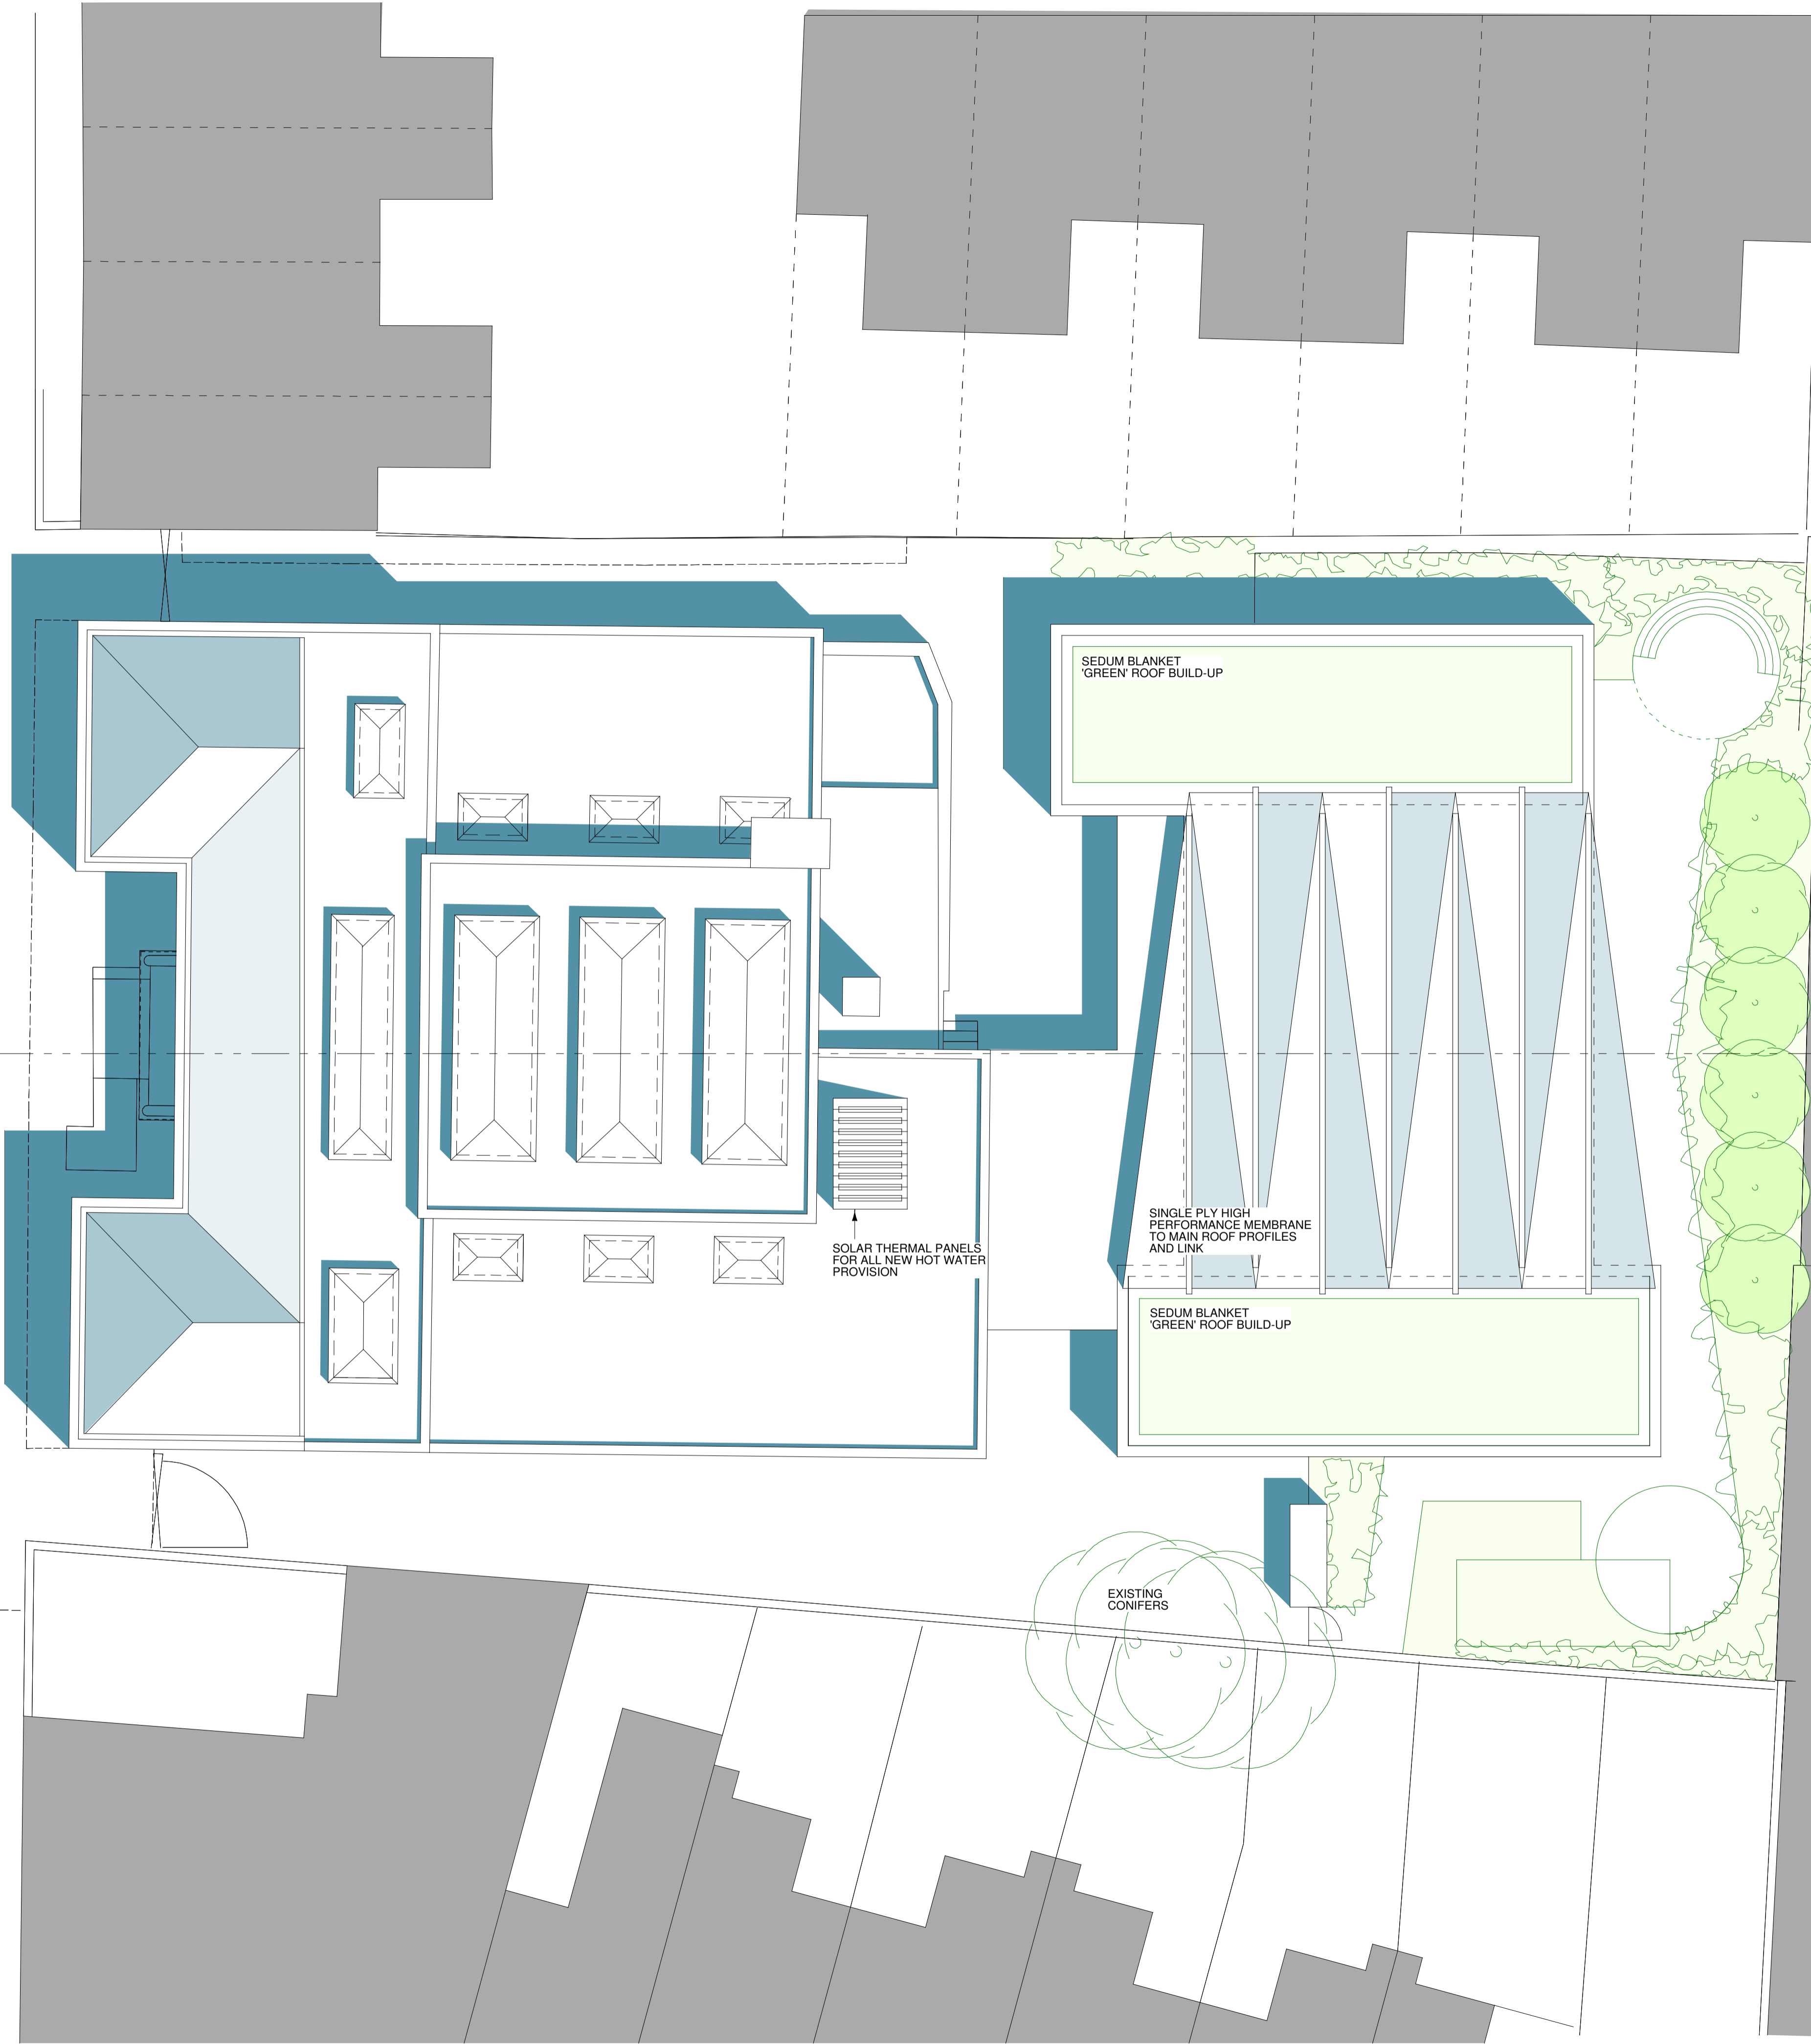 SEDUM BLANKET
'GREEN' ROOF BUILD-UP
SINGLE PLY HIGH
PERFORMANCE MEMBRANE
TO MAIN ROOF PROFILES
AND LINK
SOLAR THERMAL PANELS
FOR ALL NEW HOT WATER
PROVISION
SEDUM BLANKET
'GREEN' ROOF BUILD-UP
EXISTING
CONIFERS